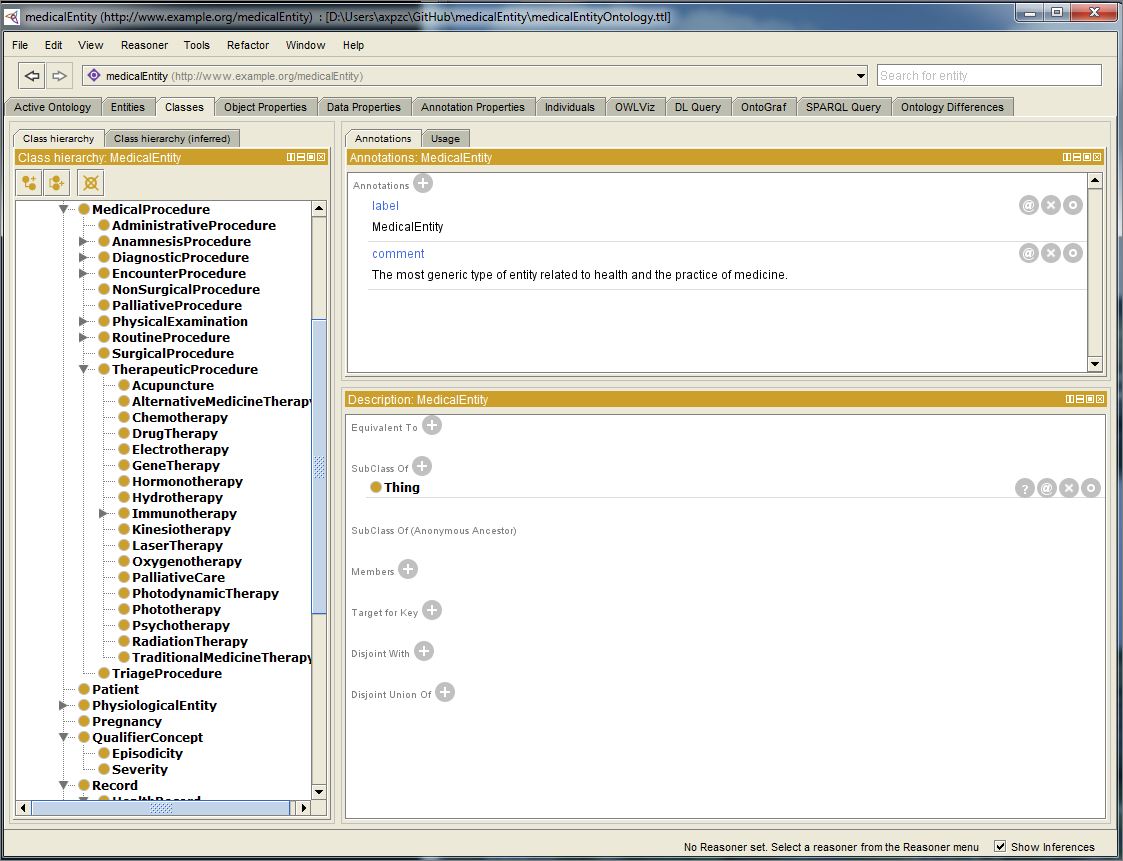 medicalEntity (http://www.example.org/medicalEntity) : [D:\Users\axpzc\GitHub\medicalEntity\medicalEntityOntology.ttl]
File Edit View Reasoner Tools Refactor Window Help
medicalEntity (http://www.example.org/medicalEntity) Search for entity
Active Ontology Entities Classes Object Properties Data Properties Annotation Properties Individuals OWLViz DL Query OntoGraf SPARQL Query Ontology Differences
Class hierarchy Class hierarchy (inferred)
Class hierarchy: MedicalEntity
MedicalProcedure
AdministrativeProcedure
AnamnesisProcedure
DiagnosticProcedure
EncounterProcedure
NonSurgicalProcedure
PalliativeProcedure
PhysicalExamination
RoutineProcedure
SurgicalProcedure
TherapeuticProcedure
Acupuncture
AlternativeMedicineTherapy
Chemotherapy
DrugTherapy
Electrotherapy
GeneTherapy
Hormonotherapy
Hydrotherapy
Immunotherapy
Kinesiotherapy
LaserTherapy
Oxygenotherapy
PalliativeCare
PhotodynamicTherapy
Phototherapy
Psychotherapy
RadiationTherapy
TraditionalMedicineTherapy
TriageProcedure
Patient
PhysiologicalEntity
Pregnancy
QualifierConcept
Episodicity
Severity
Record
HealthRecord
Annotations Usage
Annotations: MedicalEntity
Annotations
label
MedicalEntity
comment
The most generic type of entity related to health and the practice of medicine.
Description: MedicalEntity
Equivalent To
SubClass Of
Thing
SubClass Of (Anonymous Ancestor)
Members
Target for Key
Disjoint With
Disjoint Union Of
No Reasoner set. Select a reasoner from the Reasoner menu Show Inferences